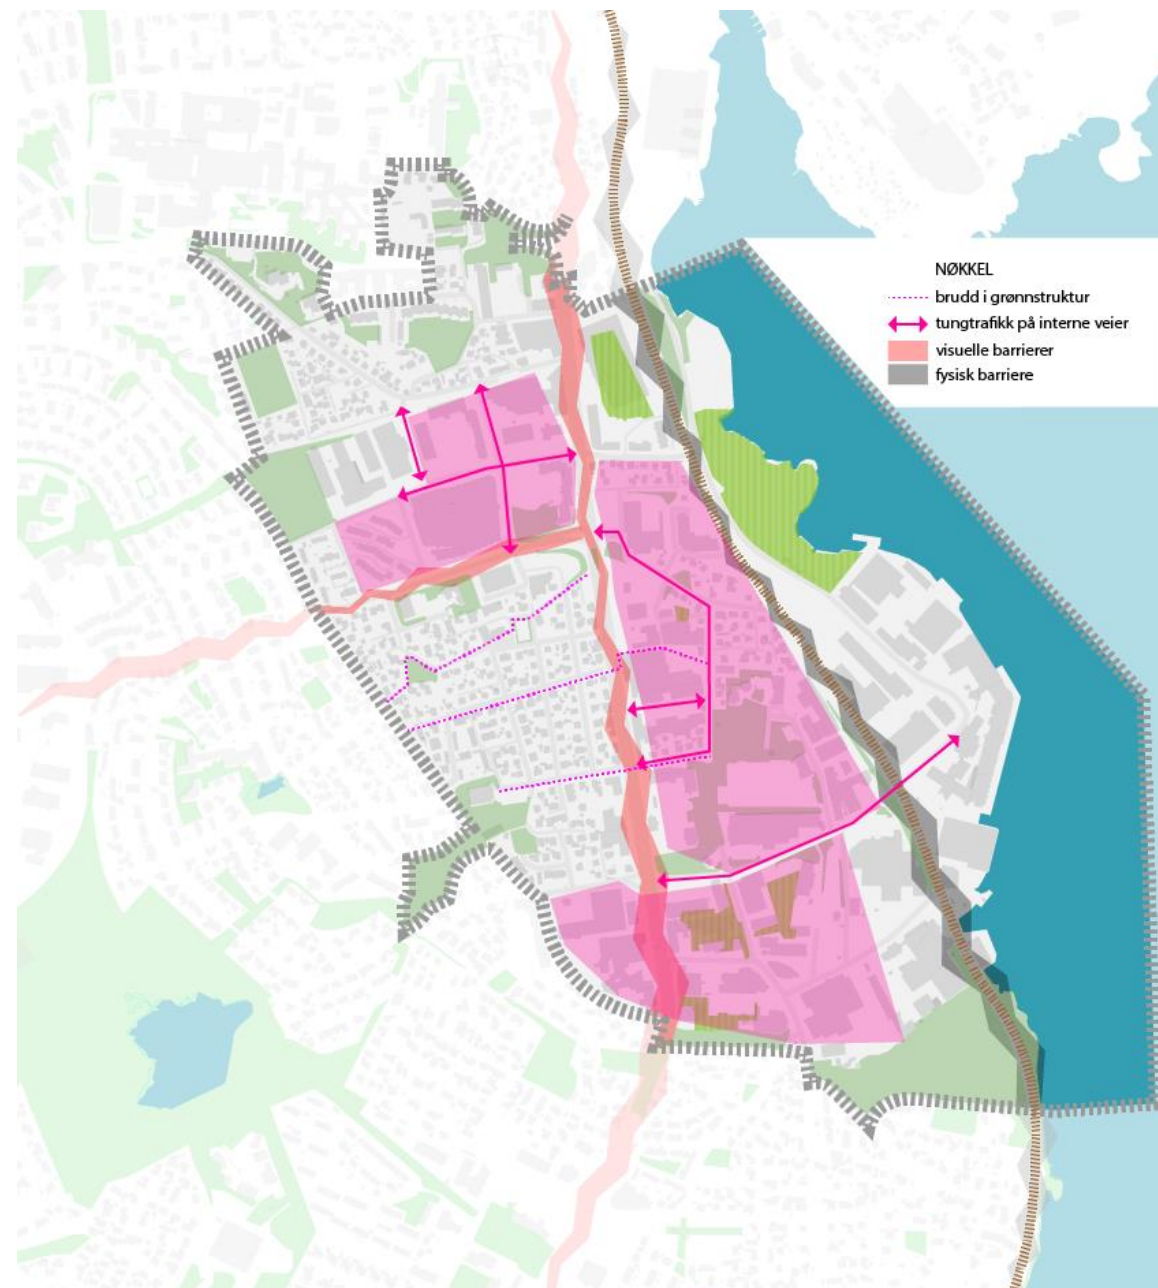 NØKKEL
brudd i grønnstruktur
tungtrafikk på interne veier
visuelle barrierer
fysisk barriere